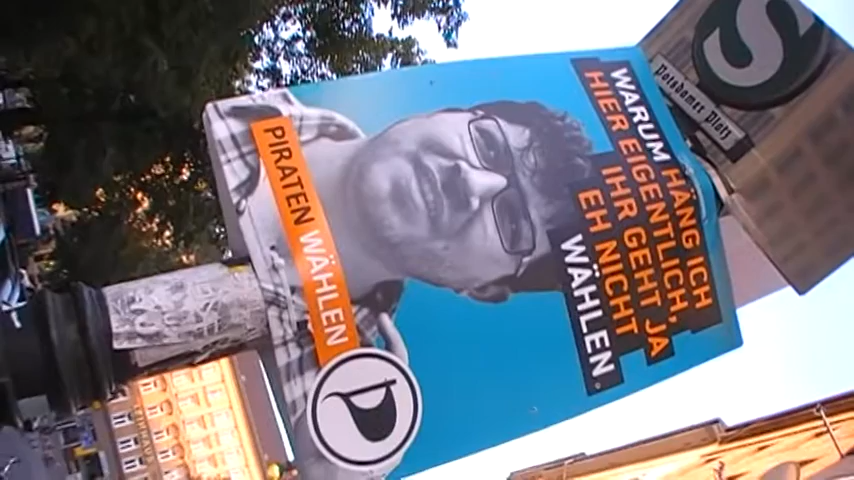 S
Potsdamer Platz
WARUM HÄNG ICH
HIER EIGENTLICH,
IHR GEHT JA
EH NICHT
WÄHLEN
PIRATEN WÄHLEN